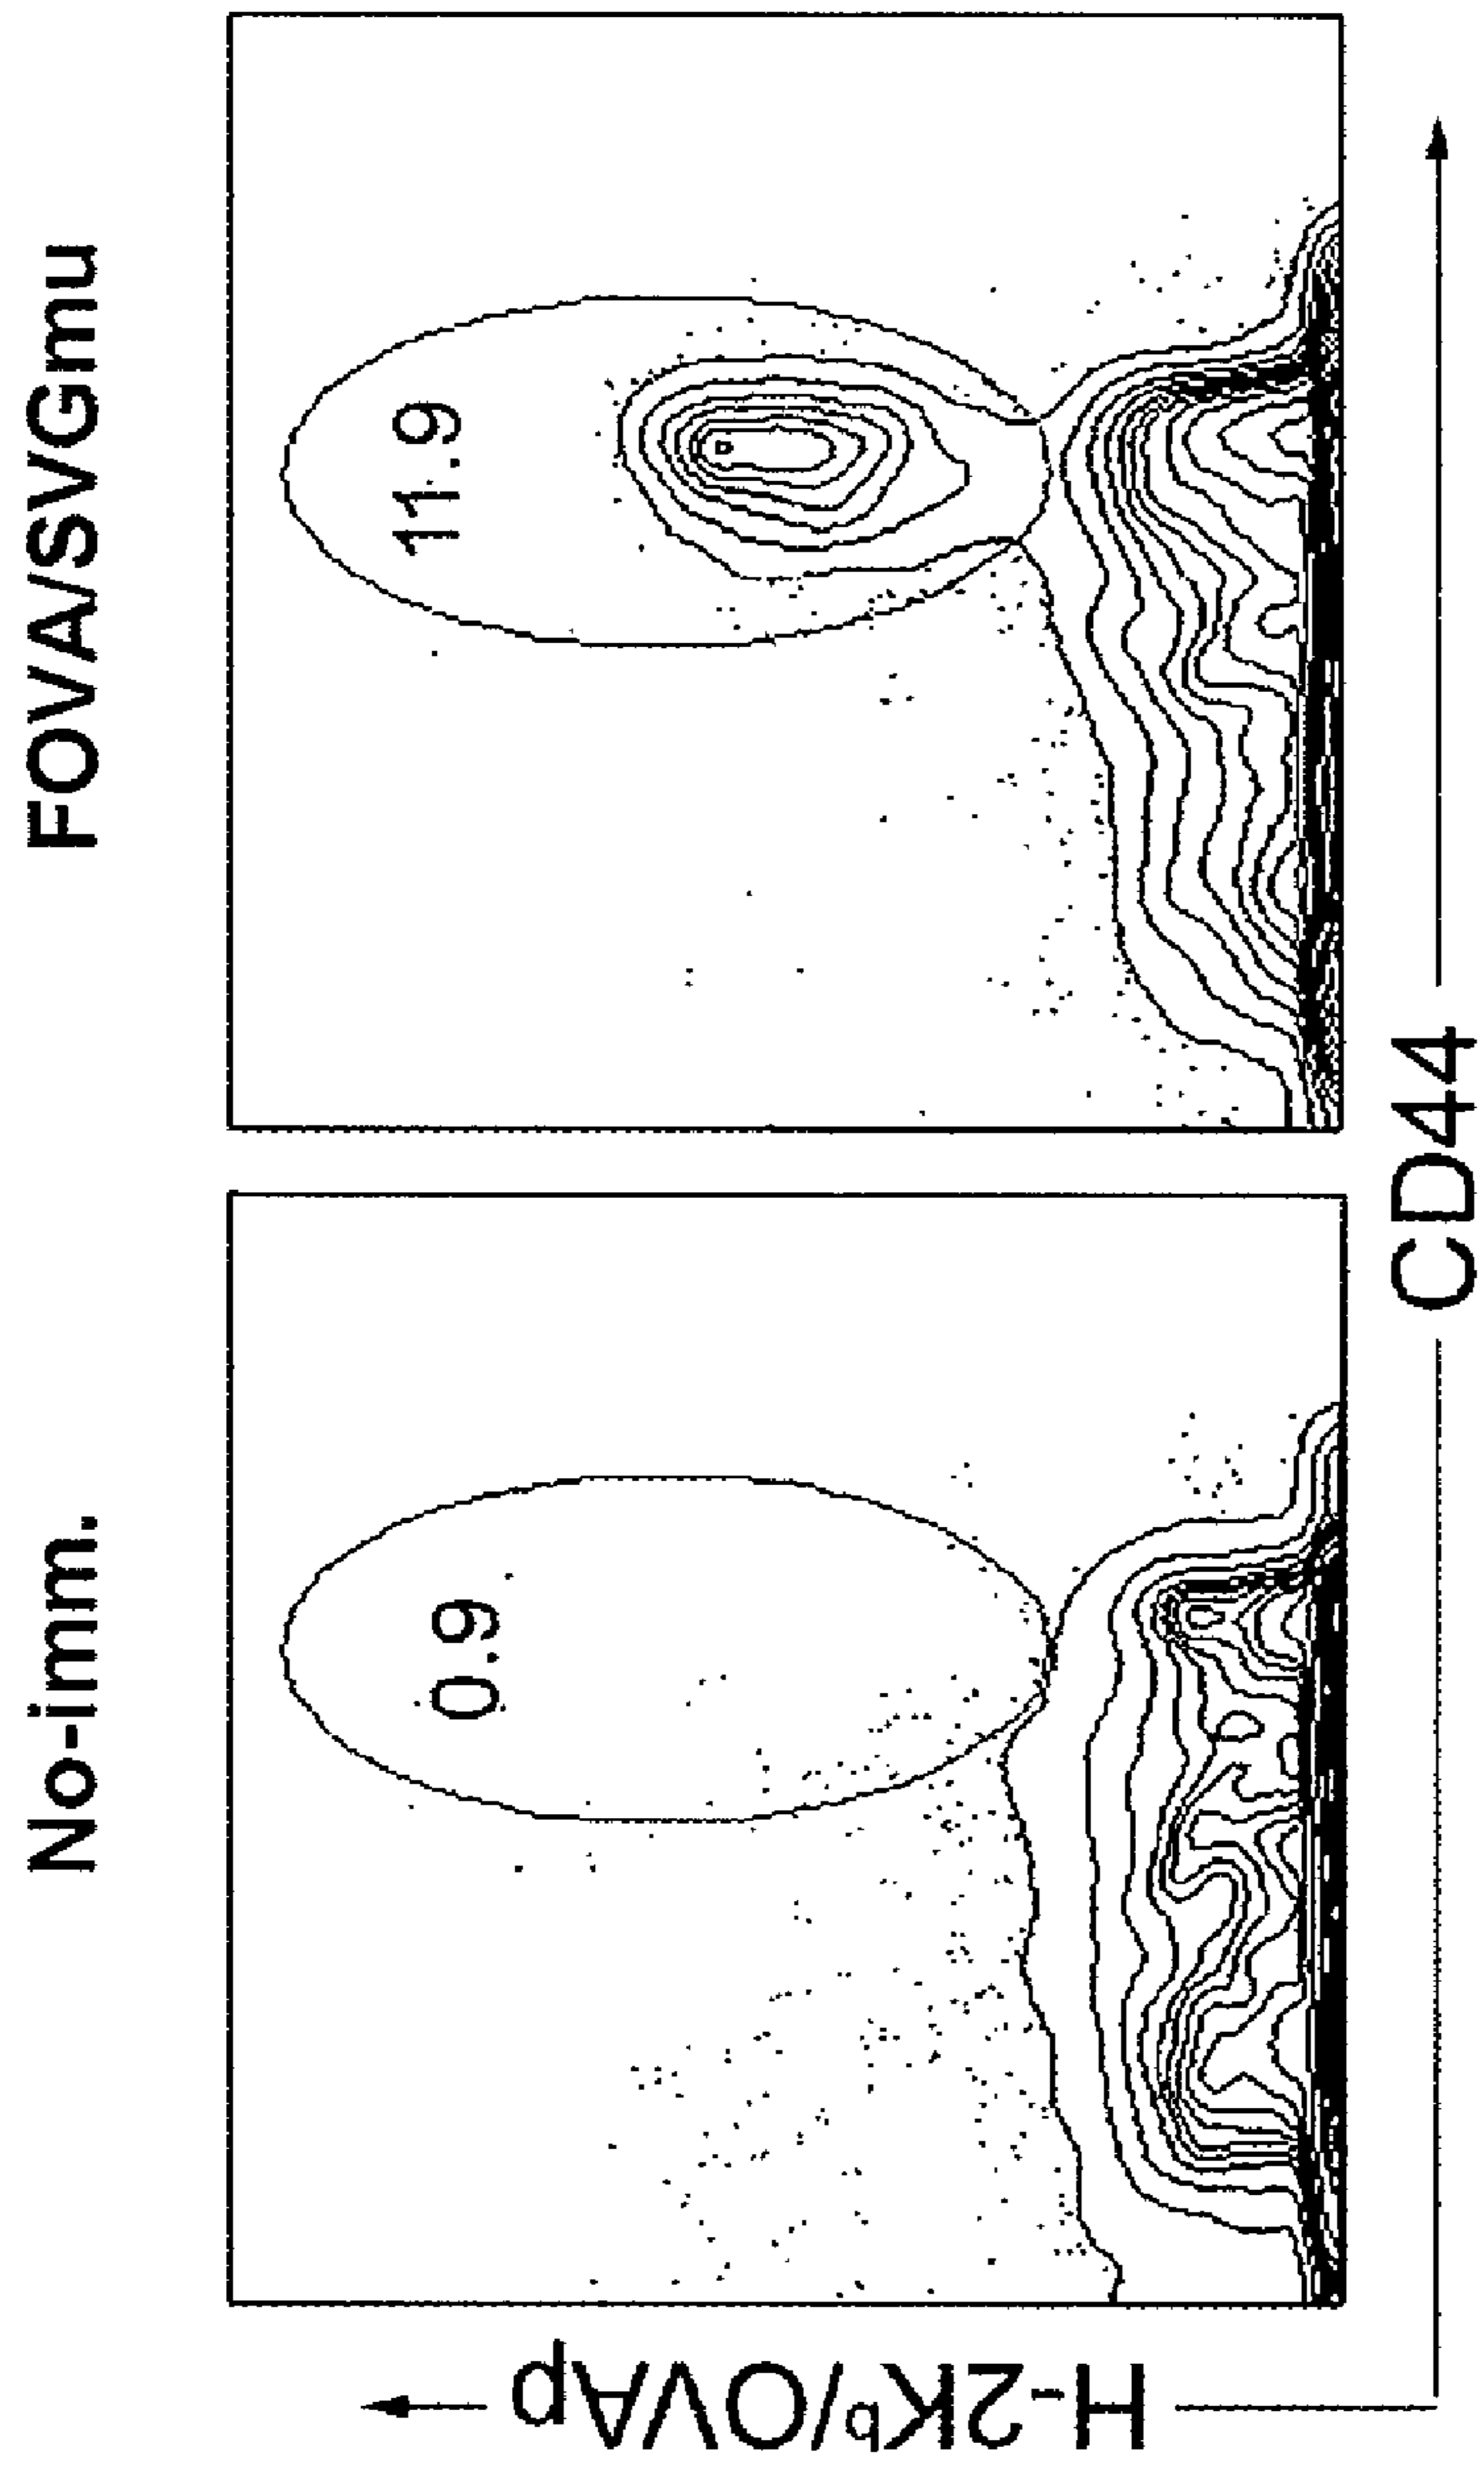 No-imm.
FOVA/SVGmu
0.9
11.9
H-2Kᵇ/OVAp
CD44